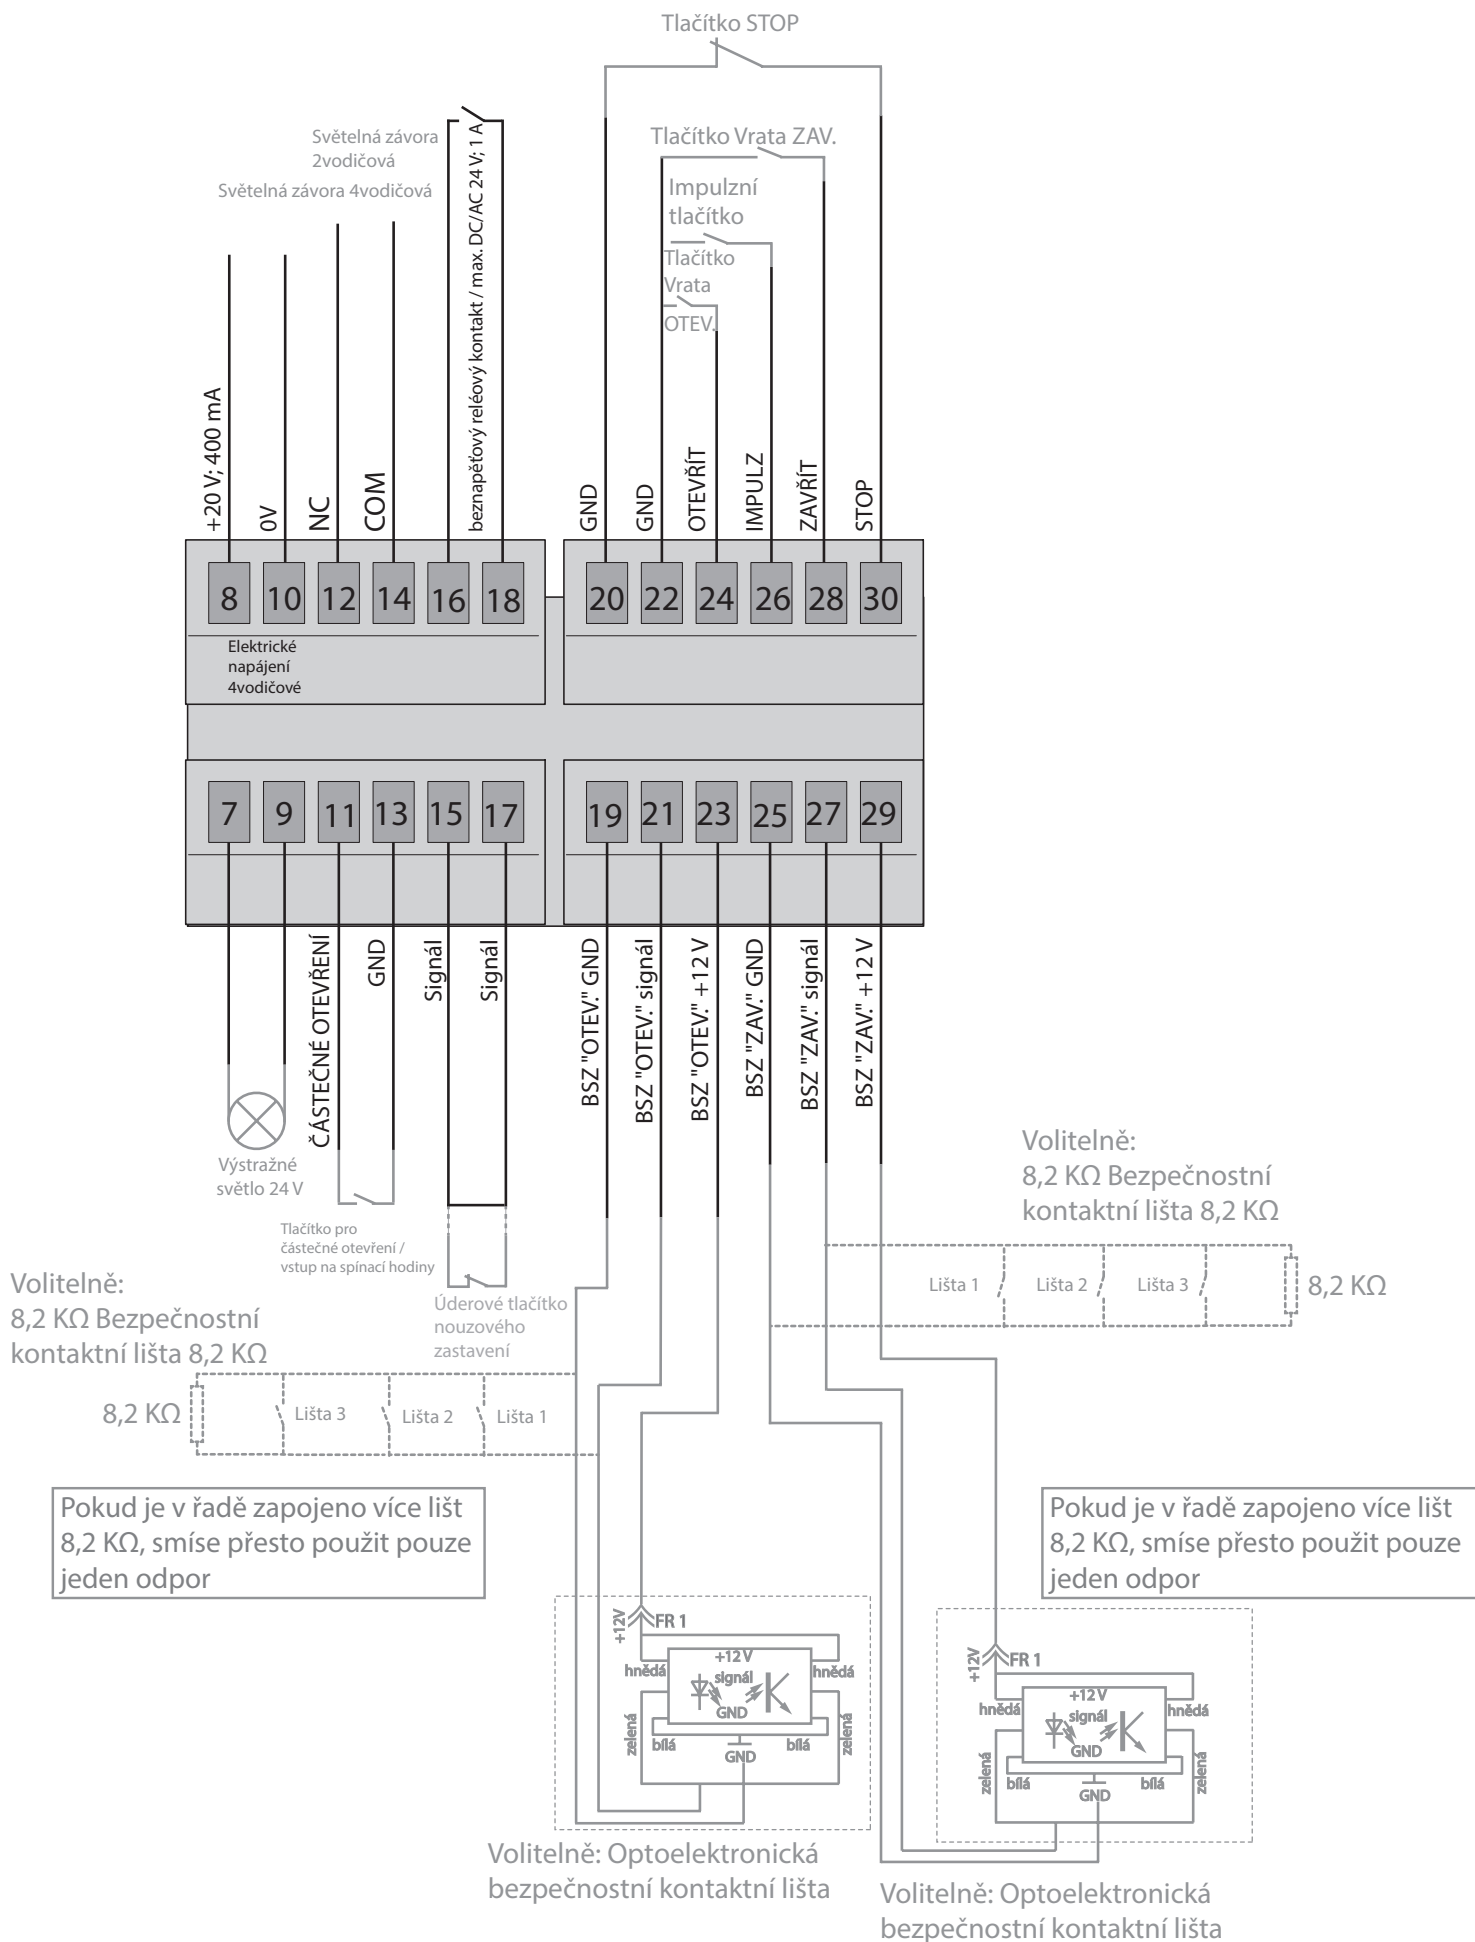 Tlačítko STOP
Světelná závora
2vodičová
Světelná závora 4vodičová
Tlačítko Vrata ZAV.
Impulzní
tlačítko
Tlačítko
Vrata
OTEV.
+20 V; 400 mA
0V
NC
COM
beznapěťový reléový kontakt / max. DC/AC 24 V; 1 A
GND
GND
OTEVŘÍT
IMPULZ
ZAVŘÍT
STOP
8 10 12 14 16 18 20 22 24 26 28 30
Elektrické
napájení
4vodičové
7 9 11 13 15 17 19 21 23 25 27 29
ČÁSTEČNÉ OTEVŘENÍ
GND
Signál
Signál
BSZ "OTEV." GND
BSZ "OTEV." signál
BSZ "OTEV." +12 V
BSZ "ZAV." GND
BSZ "ZAV." signál
BSZ "ZAV." +12 V
Výstražné
světlo 24 V
Tlačítko pro
částečné otevření /
vstup na spínací hodiny
Úderové tlačítko
nouzového
zastavení
Volitelně:
8,2 KΩ Bezpečnostní
kontaktní lišta 8,2 KΩ
Lišta 1
Lišta 2
Lišta 3
8,2 KΩ
Volitelně:
8,2 KΩ Bezpečnostní
kontaktní lišta 8,2 KΩ
8,2 KΩ
Lišta 3
Lišta 2
Lišta 1
Pokud je v řadě zapojeno více lišt
8,2 KΩ, smíse přesto použit pouze
jeden odpor
Pokud je v řadě zapojeno více lišt
8,2 KΩ, smíse přesto použit pouze
jeden odpor
+12V
FR 1
+12 V
hnědá
signál
hnědá
GND
zelená
bílá
GND
bílá
zelená
Volitelně: Optoelektronická
bezpečnostní kontaktní lišta
+12V
FR 1
+12 V
hnědá
signál
hnědá
GND
zelená
bílá
GND
bílá
zelená
Volitelně: Optoelektronická
bezpečnostní kontaktní lišta